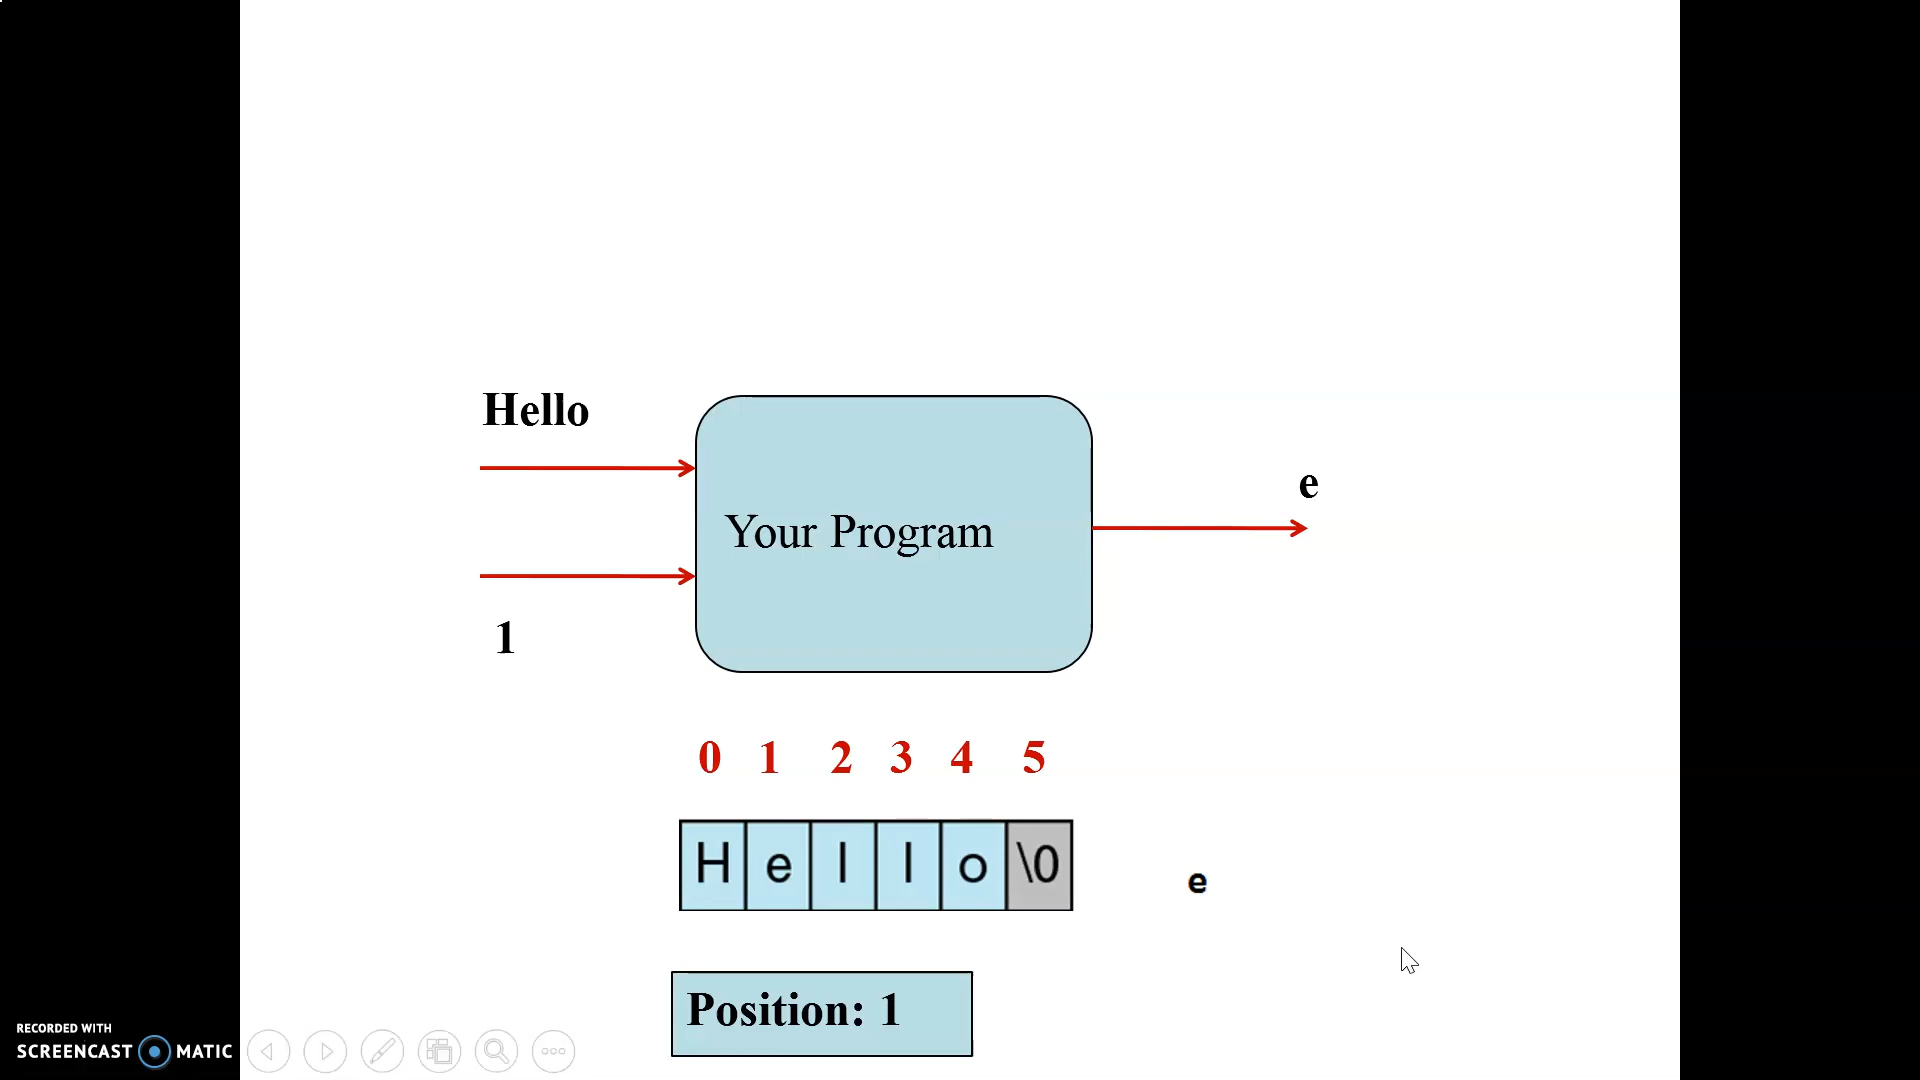 Hello
e
Your Program
1
0 1 2 3 4 5
H e l l o \0
e
Position: 1
RECORDED WITH
SCREENCAST MATIC